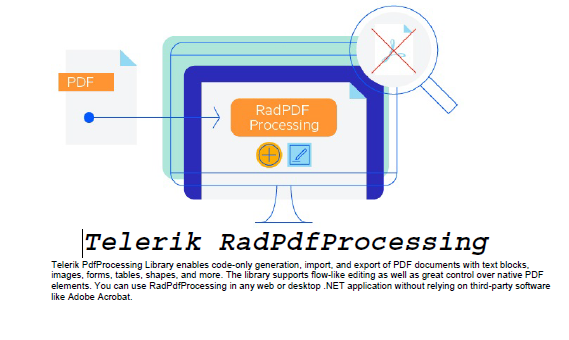 PDF
RadPDF
Processing
Telerik RadPdfProcessing
Telerik PdfProcessing Library enables code-only generation, import, and export of PDF documents with text blocks,
images, forms, tables, shapes, and more. The library supports flow-like editing as well as great control over native PDF
elements. You can use RadPdfProcessing in any web or desktop .NET application without relying on third-party software
like Adobe Acrobat.